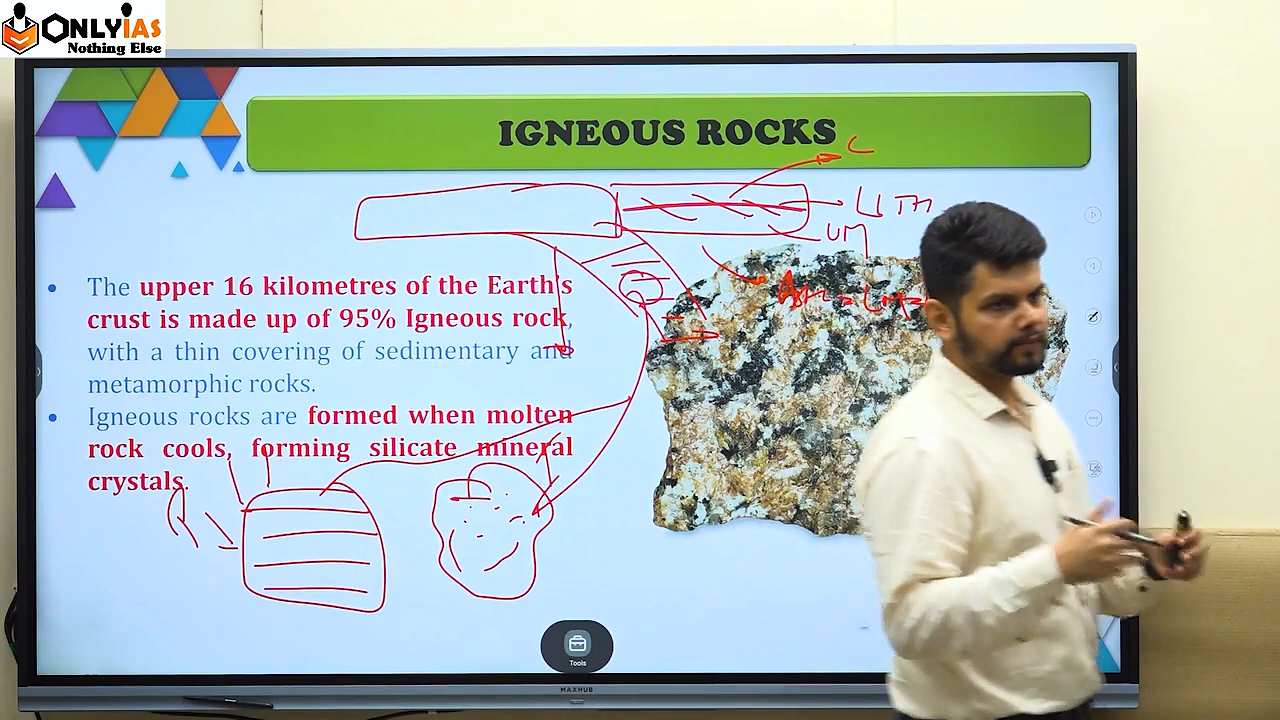 ONLYIAS
Nothing Else
IGNEOUS ROCKS
C
LITH
UM
• The upper 16 kilometres of the Earth's
crust is made up of 95% Igneous rock,
with a thin covering of sedimentary and
metamorphic rocks.
• Igneous rocks are formed when molten
rock cools, forming silicate mineral
crystals.
Tools
MAXHUB